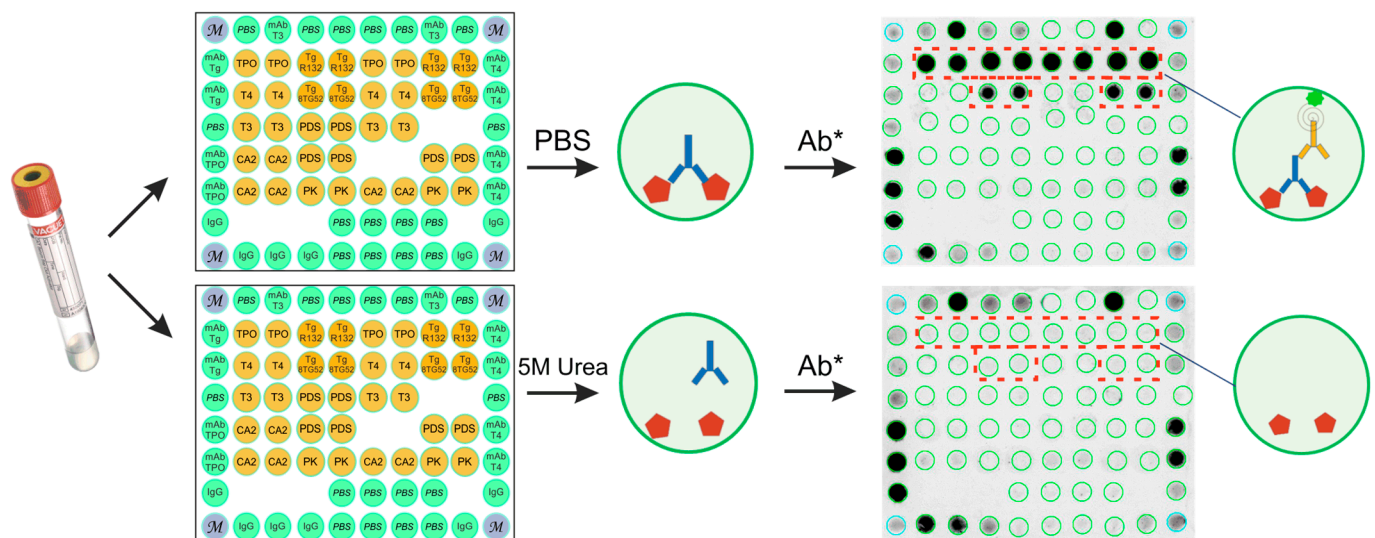 M PBS mAb T3 PBS PBS PBS PBS mAb T3 PBS M
mAb Tg TPO TPO Tg R132 Tg R132 TPO TPO Tg R132 Tg R132 mAb T4
mAb Tg T4 T4 Tg 8TG52 Tg 8TG52 T4 T4 Tg 8TG52 Tg 8TG52 mAb T4
PBS T3 T3 PDS PDS T3 T3 PBS
mAb TPO CA2 CA2 PDS PDS PDS PDS mAb T4
mAb TPO CA2 CA2 PK PK CA2 CA2 PK PK mAb T4
IgG PBS PBS PBS PBS IgG
M IgG IgG IgG PBS PBS PBS PBS IgG M
PBS
Ab*
VACU
M PBS mAb T3 PBS PBS PBS PBS mAb T3 PBS M
mAb Tg TPO TPO Tg R132 Tg R132 TPO TPO Tg R132 Tg R132 mAb T4
mAb Tg T4 T4 Tg 8TG52 Tg 8TG52 T4 T4 Tg 8TG52 Tg 8TG52 mAb T4
PBS T3 T3 PDS PDS T3 T3 PBS
mAb TPO CA2 CA2 PDS PDS PDS PDS mAb T4
mAb TPO CA2 CA2 PK PK CA2 CA2 PK PK mAb T4
IgG PBS PBS PBS PBS IgG
M IgG IgG IgG PBS PBS PBS PBS IgG M
5M Urea
Ab*